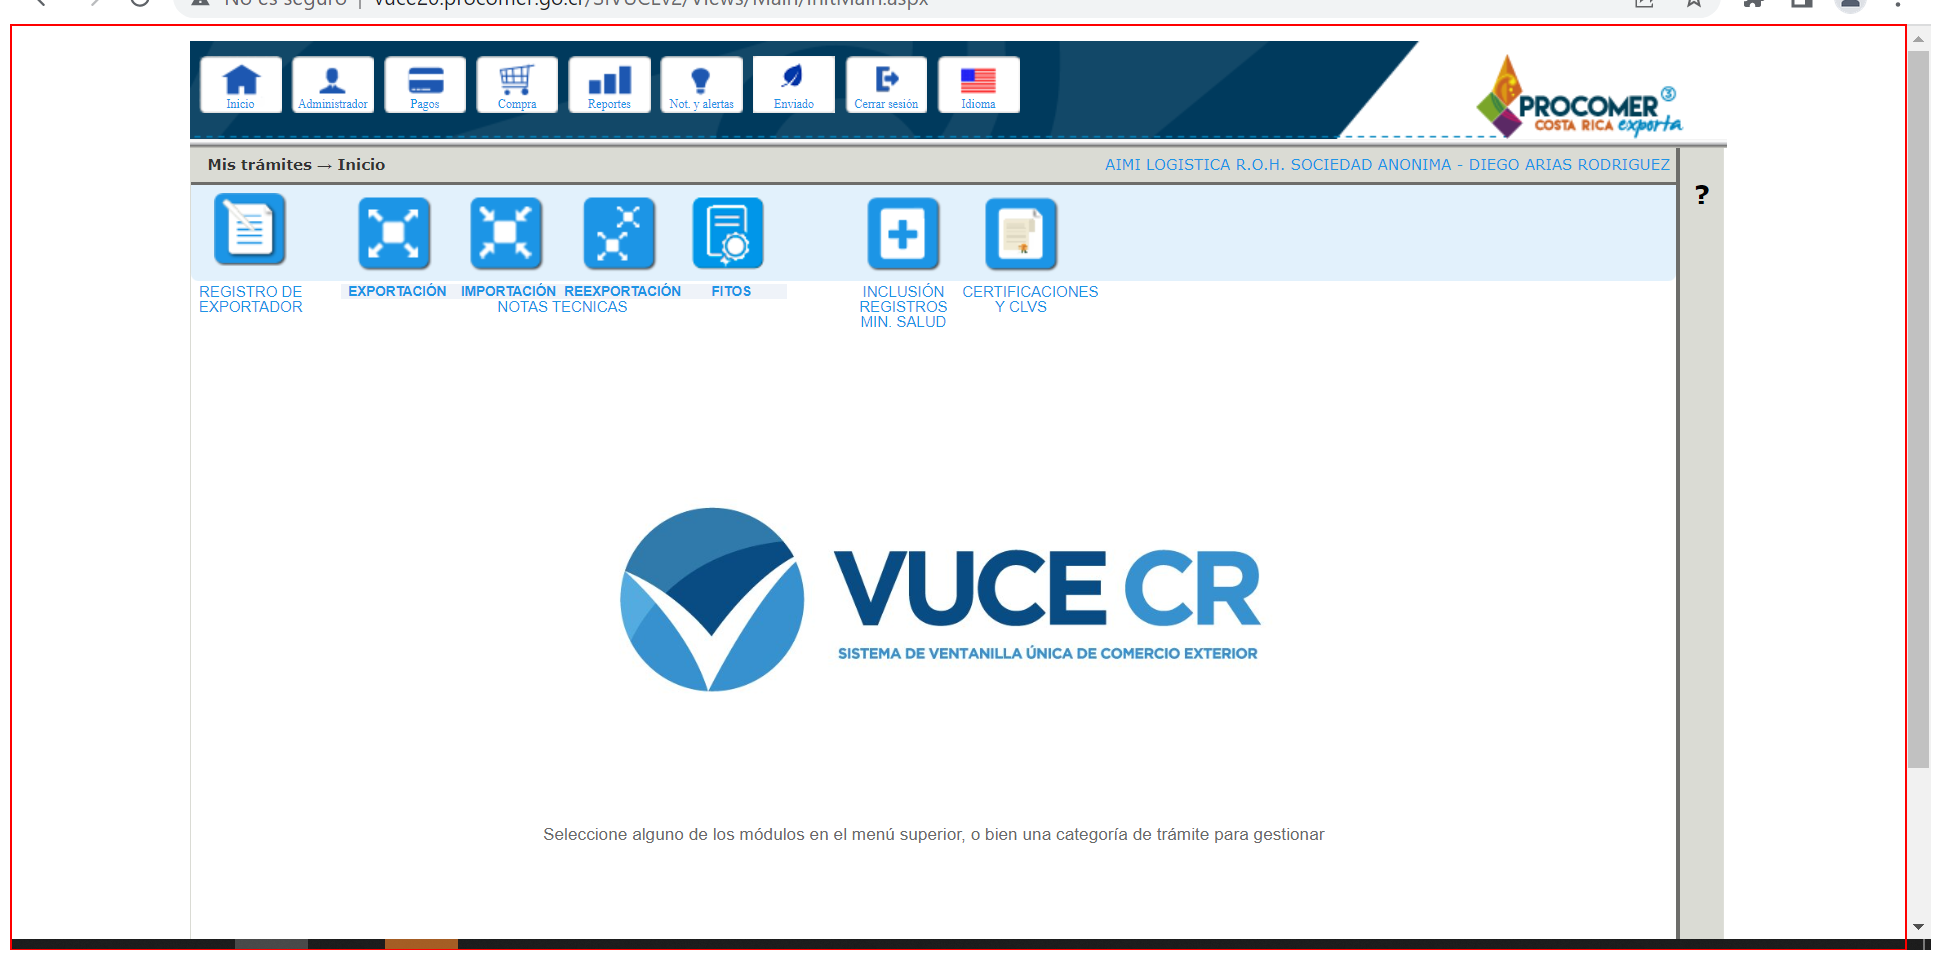 No es seguro | vuce20.procomer.go.cr/SIVUCEv2/Views/Main/InitMain.aspx
Inicio Administrador Pagos Compra Reportes Not. y alertas Enviado Cerrar sesión Idioma
PROCOMER
COSTA RICA exporta
Mis trámites → Inicio
AIMI LOGISTICA R.O.H. SOCIEDAD ANONIMA - DIEGO ARIAS RODRIGUEZ
?
REGISTRO DE
EXPORTADOR
EXPORTACIÓN IMPORTACIÓN REEXPORTACIÓN FITOS
NOTAS TECNICAS
INCLUSIÓN
REGISTROS
MIN. SALUD
CERTIFICACIONES
Y CLVS
VUCE CR
SISTEMA DE VENTANILLA ÚNICA DE COMERCIO EXTERIOR
Seleccione alguno de los módulos en el menú superior, o bien una categoría de trámite para gestionar